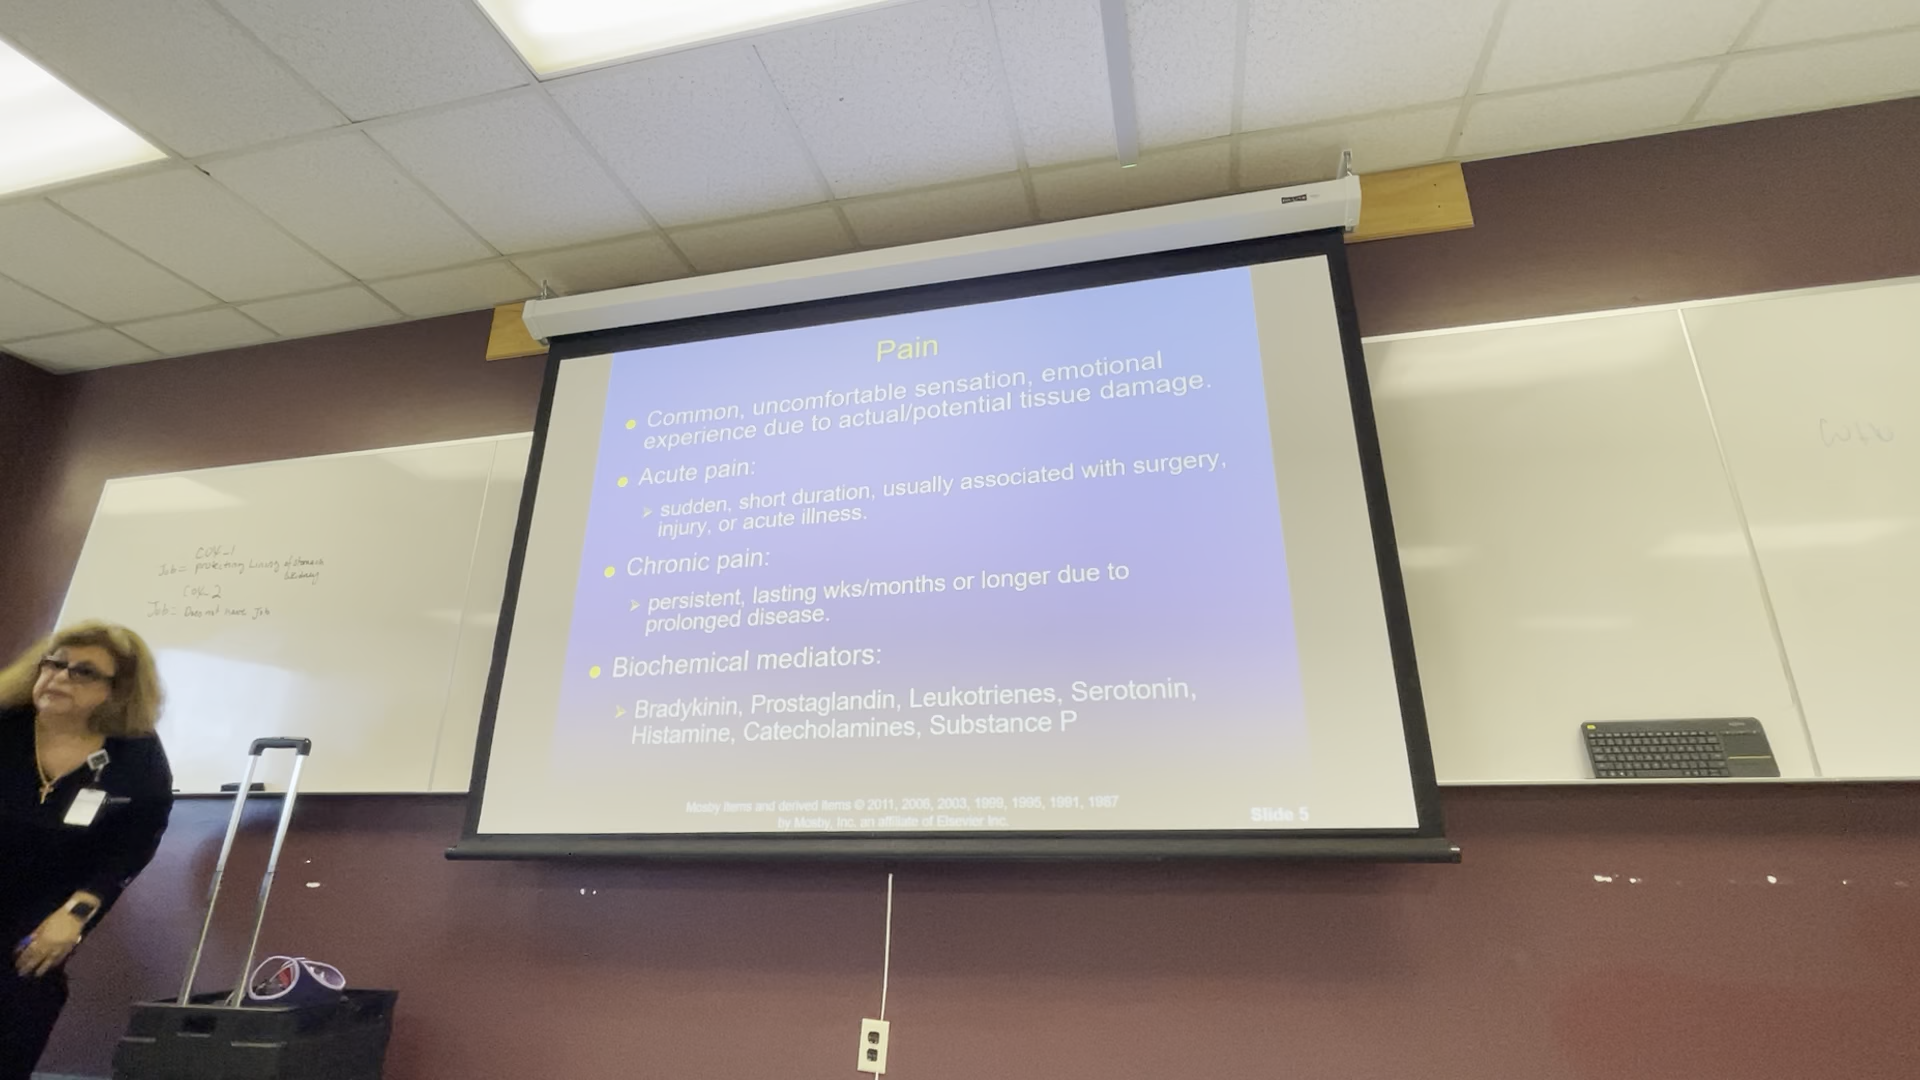 Pain
Common, uncomfortable sensation, emotional
experience due to actual/potential tissue damage.
Acute pain:
sudden, short duration, usually associated with surgery,
injury, or acute illness.
Chronic pain:
persistent, lasting wks/months or longer due to
prolonged disease.
Biochemical mediators:
Bradykinin, Prostaglandin, Leukotrienes, Serotonin,
Histamine, Catecholamines, Substance P
Mosby items and derived items © 2011, 2006, 2003, 1999, 1995, 1991, 1987
by Mosby, Inc. an affiliate of Elsevier Inc.
Slide 5
COX-1
Job = protecting Lining of stomach
COX-2
Job = Does not have Job